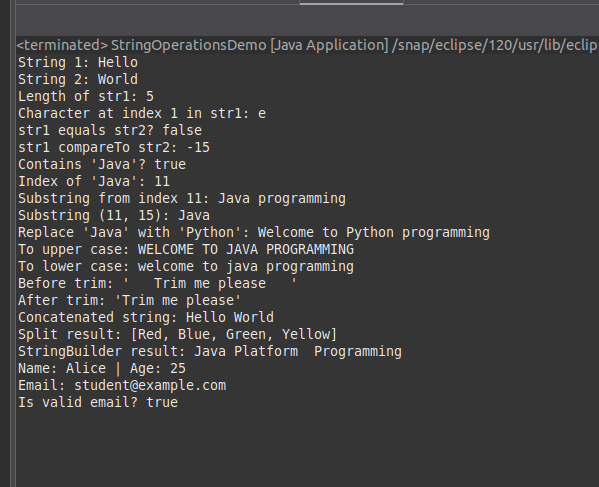 <terminated> StringOperationsDemo [Java Application] /snap/eclipse/120/usr/lib/eclip
String 1: Hello
String 2: World
Length of str1: 5
Character at index 1 in str1: e
str1 equals str2? false
str1 compareTo str2: -15
Contains 'Java'? true
Index of 'Java': 11
Substring from index 11: Java programming
Substring (11, 15): Java
Replace 'Java' with 'Python': Welcome to Python programming
To upper case: WELCOME TO JAVA PROGRAMMING
To lower case: welcome to java programming
Before trim: '   Trim me please   '
After trim: 'Trim me please'
Concatenated string: Hello World
Split result: [Red, Blue, Green, Yellow]
StringBuilder result: Java Platform  Programming
Name: Alice | Age: 25
Email: student@example.com
Is valid email? true